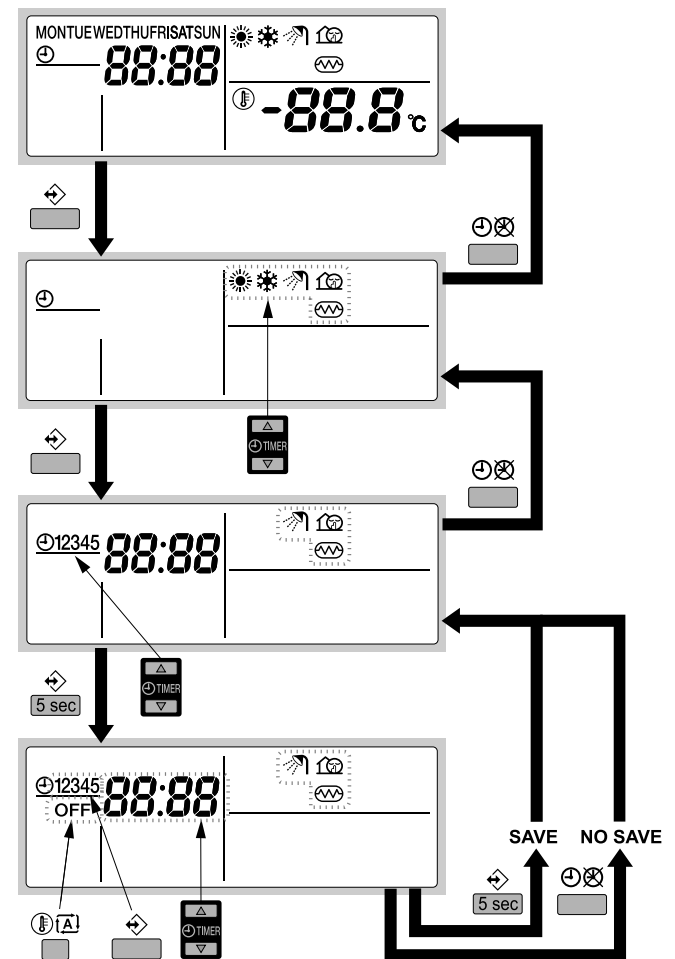 MONTUEWEDTHUFRISATSUN
88:88
-88.8 °C
TIMER
12345 88:88
5 sec
TIMER
12345 88:88
OFF
SAVE NO SAVE
5 sec
A
TIMER